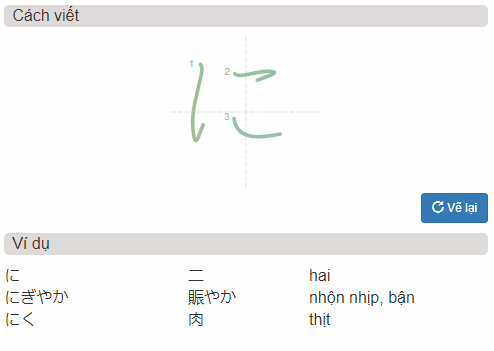 Cách viết
に
1
2
3
Vẽ lại
Ví dụ
に 二 hai
にぎやか 賑やか nhộn nhịp, bận
にく 肉 thịt